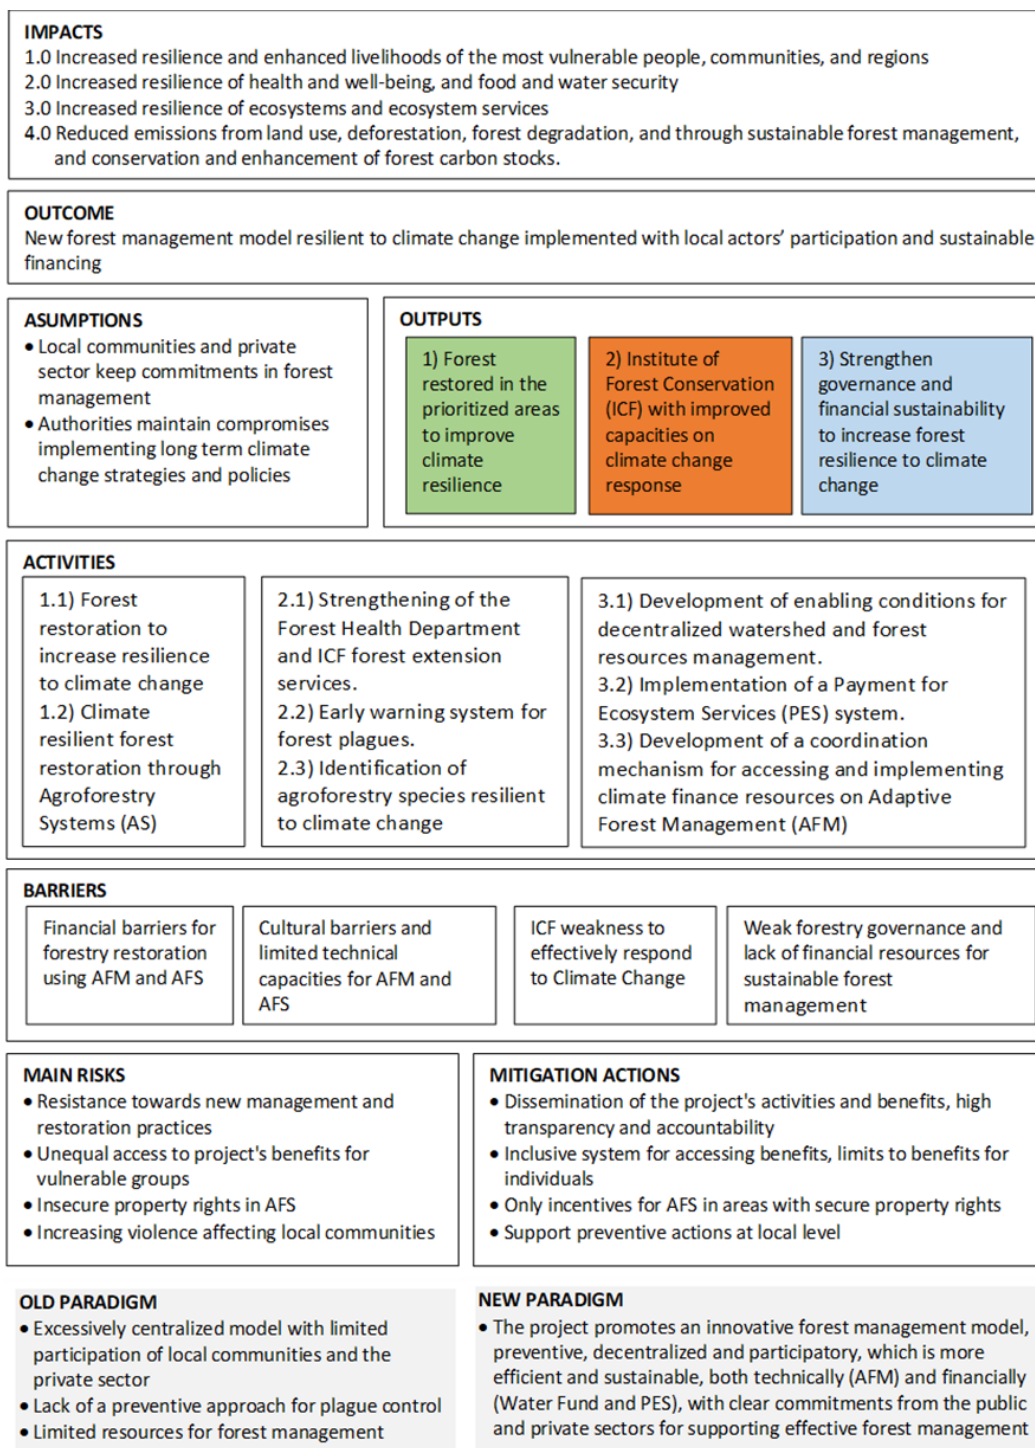 IMPACTS
1.0 Increased resilience and enhanced livelihoods of the most vulnerable people, communities, and regions
2.0 Increased resilience of health and well-being, and food and water security
3.0 Increased resilience of ecosystems and ecosystem services
4.0 Reduced emissions from land use, deforestation, forest degradation, and through sustainable forest management,
and conservation and enhancement of forest carbon stocks.
OUTCOME
New forest management model resilient to climate change implemented with local actors' participation and sustainable
financing
ASUMPTIONS
• Local communities and private
sector keep commitments in forest
management
• Authorities maintain compromises
implementing long term climate
change strategies and policies
OUTPUTS
1) Forest
restored in the
prioritized areas
to improve
climate
resilience
2) Institute of
Forest Conservation
(ICF) with improved
capacities on
climate change
response
3) Strengthen
governance and
financial sustainability
to increase forest
resilience to climate
change
ACTIVITIES
1.1) Forest
restoration to
increase resilience
to climate change
1.2) Climate
resilient forest
restoration through
Agroforestry
Systems (AS)
2.1) Strengthening of the
Forest Health Department
and ICF forest extension
services.
2.2) Early warning system for
forest plagues.
2.3) Identification of
agroforestry species resilient
to climate change
3.1) Development of enabling conditions for
decentralized watershed and forest
resources management.
3.2) Implementation of a Payment for
Ecosystem Services (PES) system.
3.3) Development of a coordination
mechanism for accessing and implementing
climate finance resources on Adaptive
Forest Management (AFM)
BARRIERS
Financial barriers for
forestry restoration
using AFM and AFS
Cultural barriers and
limited technical
capacities for AFM and
AFS
ICF weakness to
effectively respond
to Climate Change
Weak forestry governance and
lack of financial resources for
sustainable forest
management
MAIN RISKS
• Resistance towards new management and
restoration practices
• Unequal access to project's benefits for
vulnerable groups
• Insecure property rights in AFS
• Increasing violence affecting local communities
MITIGATION ACTIONS
• Dissemination of the project's activities and benefits, high
transparency and accountability
• Inclusive system for accessing benefits, limits to benefits for
individuals
• Only incentives for AFS in areas with secure property rights
• Support preventive actions at local level
OLD PARADIGM
• Excessively centralized model with limited
participation of local communities and the
private sector
• Lack of a preventive approach for plague control
• Limited resources for forest management
NEW PARADIGM
• The project promotes an innovative forest management model,
preventive, decentralized and participatory, which is more
efficient and sustainable, both technically (AFM) and financially
(Water Fund and PES), with clear commitments from the public
and private sectors for supporting effective forest management